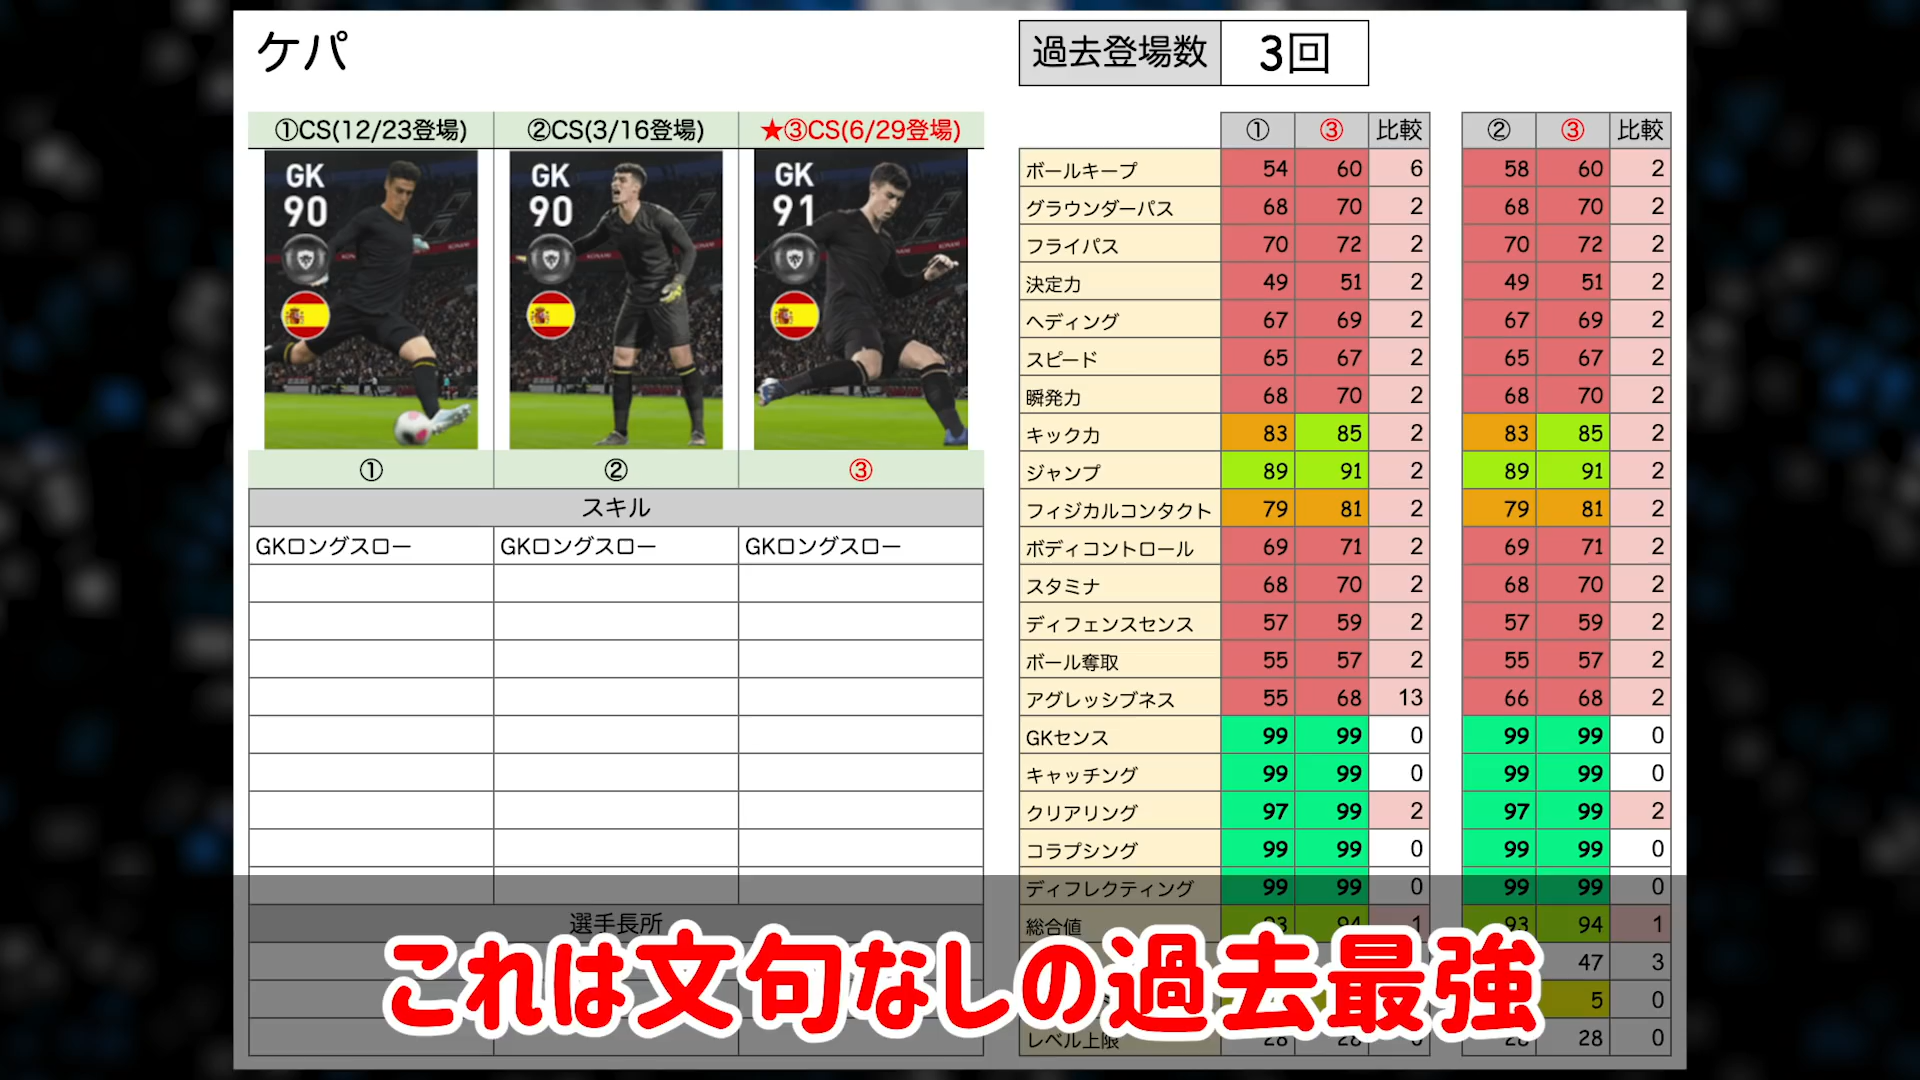 ケパ
過去登場数 3回
①CS(12/23登場) ②CS(3/16登場) ★③CS(6/29登場)
GK 90
GK 90
GK 91
① ② ③
スキル
GKロングスロー GKロングスロー GKロングスロー
選手長所
① ③ 比較 ② ③ 比較
ボールキープ 54 60 6 58 60 2
グラウンダーパス 68 70 2 68 70 2
フライパス 70 72 2 70 72 2
決定力 49 51 2 49 51 2
ヘディング 67 69 2 67 69 2
スピード 65 67 2 65 67 2
瞬発力 68 70 2 68 70 2
キック力 83 85 2 83 85 2
ジャンプ 89 91 2 89 91 2
フィジカルコンタクト 79 81 2 79 81 2
ボディコントロール 69 71 2 69 71 2
スタミナ 68 70 2 68 70 2
ディフェンスセンス 57 59 2 57 59 2
ボール奪取 55 57 2 55 57 2
アグレッシブネス 55 68 13 66 68 2
GKセンス 99 99 0 99 99 0
キャッチング 99 99 0 99 99 0
クリアリング 97 99 2 97 99 2
コラプシング 99 99 0 99 99 0
ディフレクティング 99 99 0 99 99 0
総合値 93 94 1 93 94 1
47 3
5 0
レベル上限 28 28 28 28 0
これは文句なしの過去最強